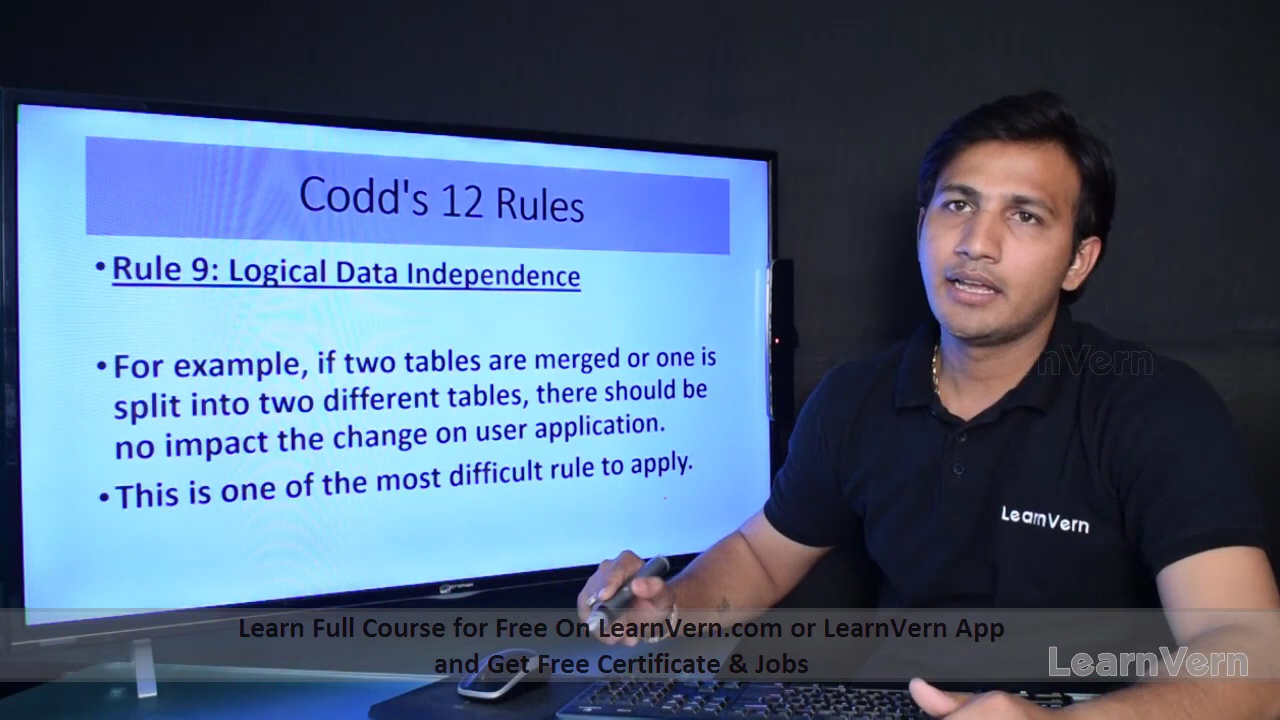 Codd's 12 Rules
• Rule 9: Logical Data Independence
• For example, if two tables are merged or one is
split into two different tables, there should be
no impact the change on user application.
• This is one of the most difficult rule to apply.
nVern
LearnVern
Learn Full Course for Free On LearnVern.com or LearnVern App
and Get Free Certificate & Jobs
LearnVern